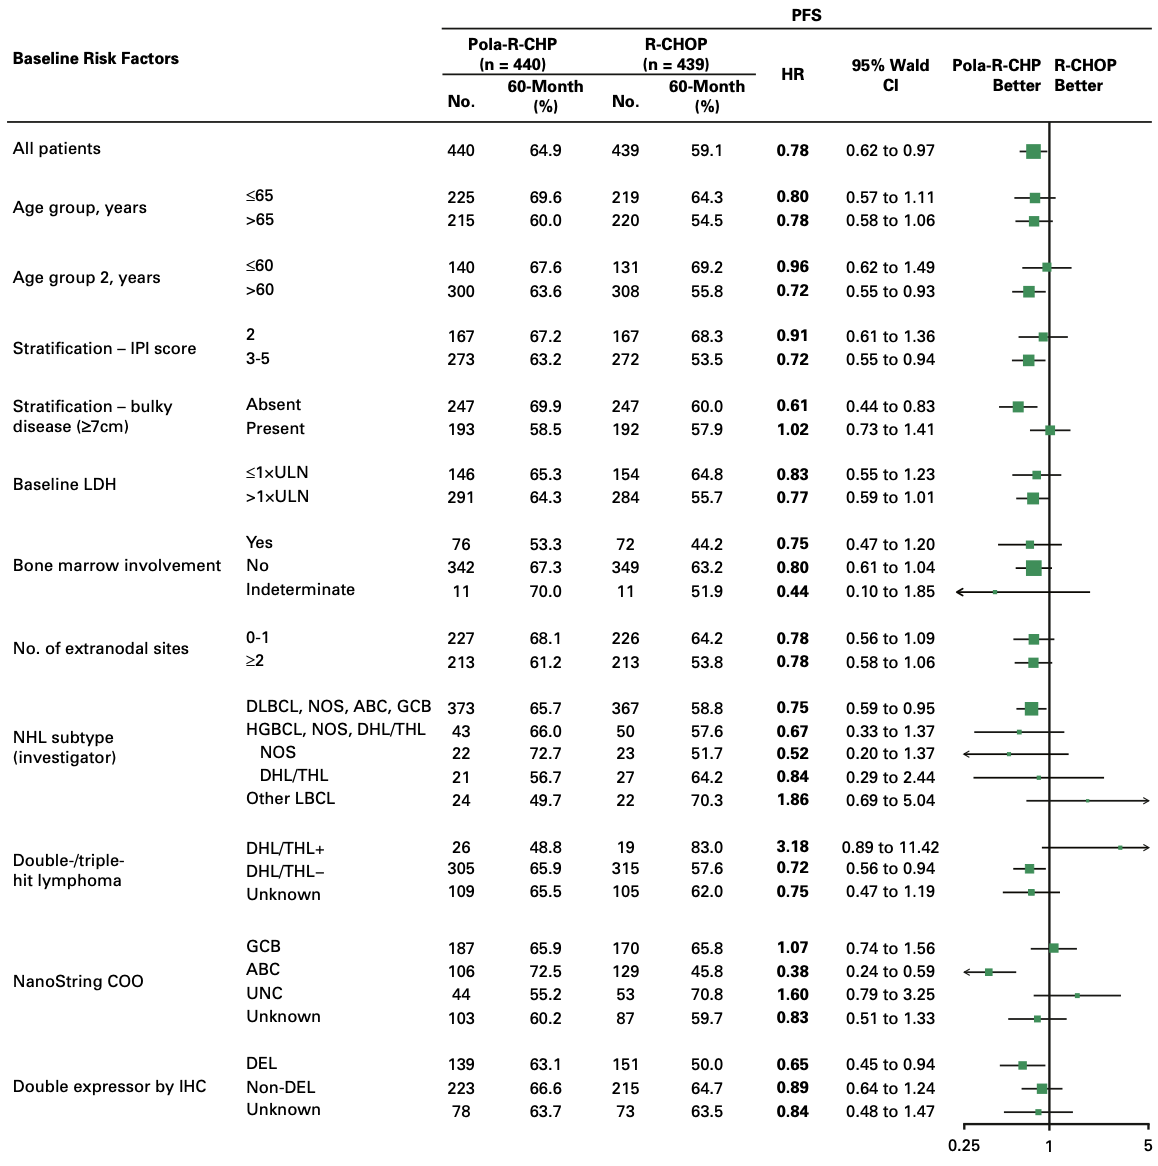 PFS
Baseline Risk Factors
Pola-R-CHP (n = 440)
R-CHOP (n = 439)
HR
95% Wald CI
Pola-R-CHP Better
R-CHOP Better
No.
60-Month (%)
No.
60-Month (%)
All patients 440 64.9 439 59.1 0.78 0.62 to 0.97
Age group, years
≤65 225 69.6 219 64.3 0.80 0.57 to 1.11
>65 215 60.0 220 54.5 0.78 0.58 to 1.06
Age group 2, years
≤60 140 67.6 131 69.2 0.96 0.62 to 1.49
>60 300 63.6 308 55.8 0.72 0.55 to 0.93
Stratification – IPI score
2 167 67.2 167 68.3 0.91 0.61 to 1.36
3-5 273 63.2 272 53.5 0.72 0.55 to 0.94
Stratification – bulky
disease (≥7cm)
Absent 247 69.9 247 60.0 0.61 0.44 to 0.83
Present 193 58.5 192 57.9 1.02 0.73 to 1.41
Baseline LDH
≤1×ULN 146 65.3 154 64.8 0.83 0.55 to 1.23
>1×ULN 291 64.3 284 55.7 0.77 0.59 to 1.01
Bone marrow involvement
Yes 76 53.3 72 44.2 0.75 0.47 to 1.20
No 342 67.3 349 63.2 0.80 0.61 to 1.04
Indeterminate 11 70.0 11 51.9 0.44 0.10 to 1.85
No. of extranodal sites
0-1 227 68.1 226 64.2 0.78 0.56 to 1.09
≥2 213 61.2 213 53.8 0.78 0.58 to 1.06
NHL subtype
(investigator)
DLBCL, NOS, ABC, GCB 373 65.7 367 58.8 0.75 0.59 to 0.95
HGBCL, NOS, DHL/THL 43 66.0 50 57.6 0.67 0.33 to 1.37
NOS 22 72.7 23 51.7 0.52 0.20 to 1.37
DHL/THL 21 56.7 27 64.2 0.84 0.29 to 2.44
Other LBCL 24 49.7 22 70.3 1.86 0.69 to 5.04
Double-/triple-
hit lymphoma
DHL/THL+ 26 48.8 19 83.0 3.18 0.89 to 11.42
DHL/THL− 305 65.9 315 57.6 0.72 0.56 to 0.94
Unknown 109 65.5 105 62.0 0.75 0.47 to 1.19
NanoString COO
GCB 187 65.9 170 65.8 1.07 0.74 to 1.56
ABC 106 72.5 129 45.8 0.38 0.24 to 0.59
UNC 44 55.2 53 70.8 1.60 0.79 to 3.25
Unknown 103 60.2 87 59.7 0.83 0.51 to 1.33
Double expressor by IHC
DEL 139 63.1 151 50.0 0.65 0.45 to 0.94
Non-DEL 223 66.6 215 64.7 0.89 0.64 to 1.24
Unknown 78 63.7 73 63.5 0.84 0.48 to 1.47
0.25 1 5